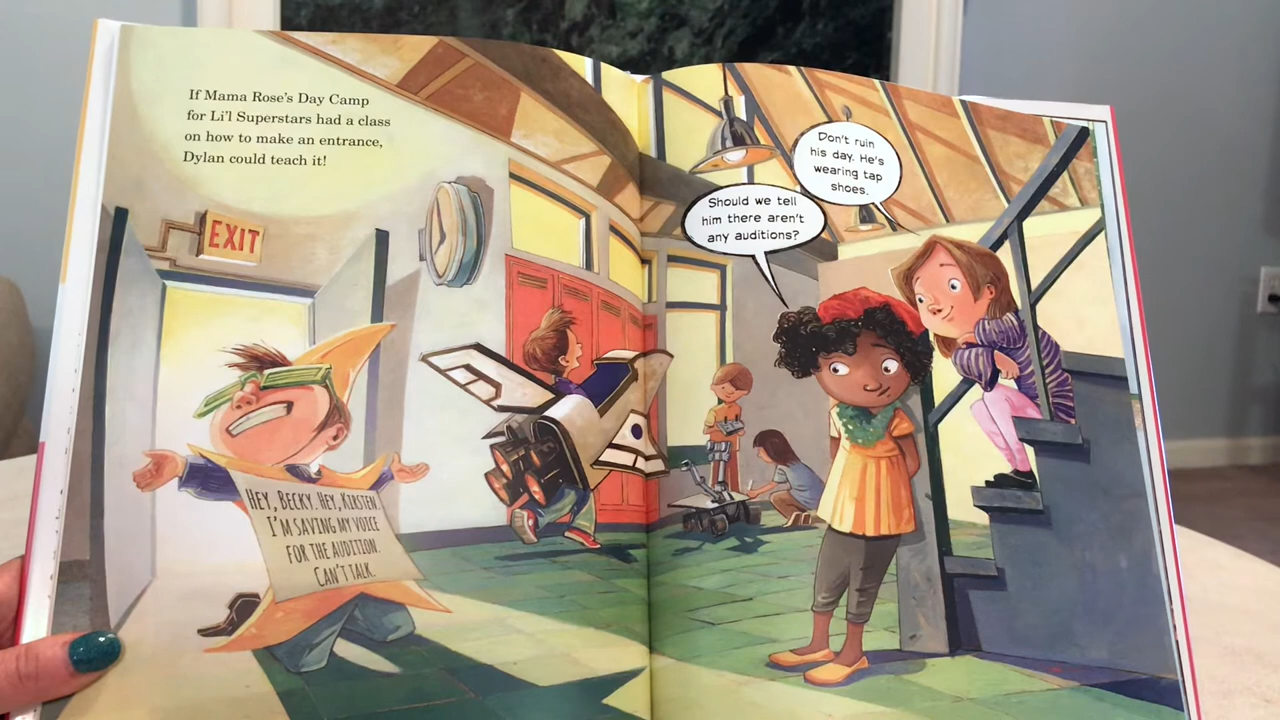 If Mama Rose's Day Camp
for Li'l Superstars had a class
on how to make an entrance,
Dylan could teach it!
EXIT
HEY, BECKY. HEY, KIRSTEN.
I'M SAVING MY VOICE
FOR THE AUDITION.
CAN'T TALK.
Should we tell
him there aren't
any auditions?
Don't ruin
his day. He's
wearing tap
shoes.